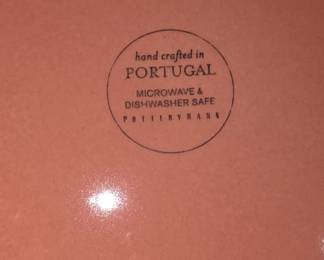 hand crafted in
PORTUGAL
MICROWAVE &
DISHWASHER SAFE
POTTERYBARN